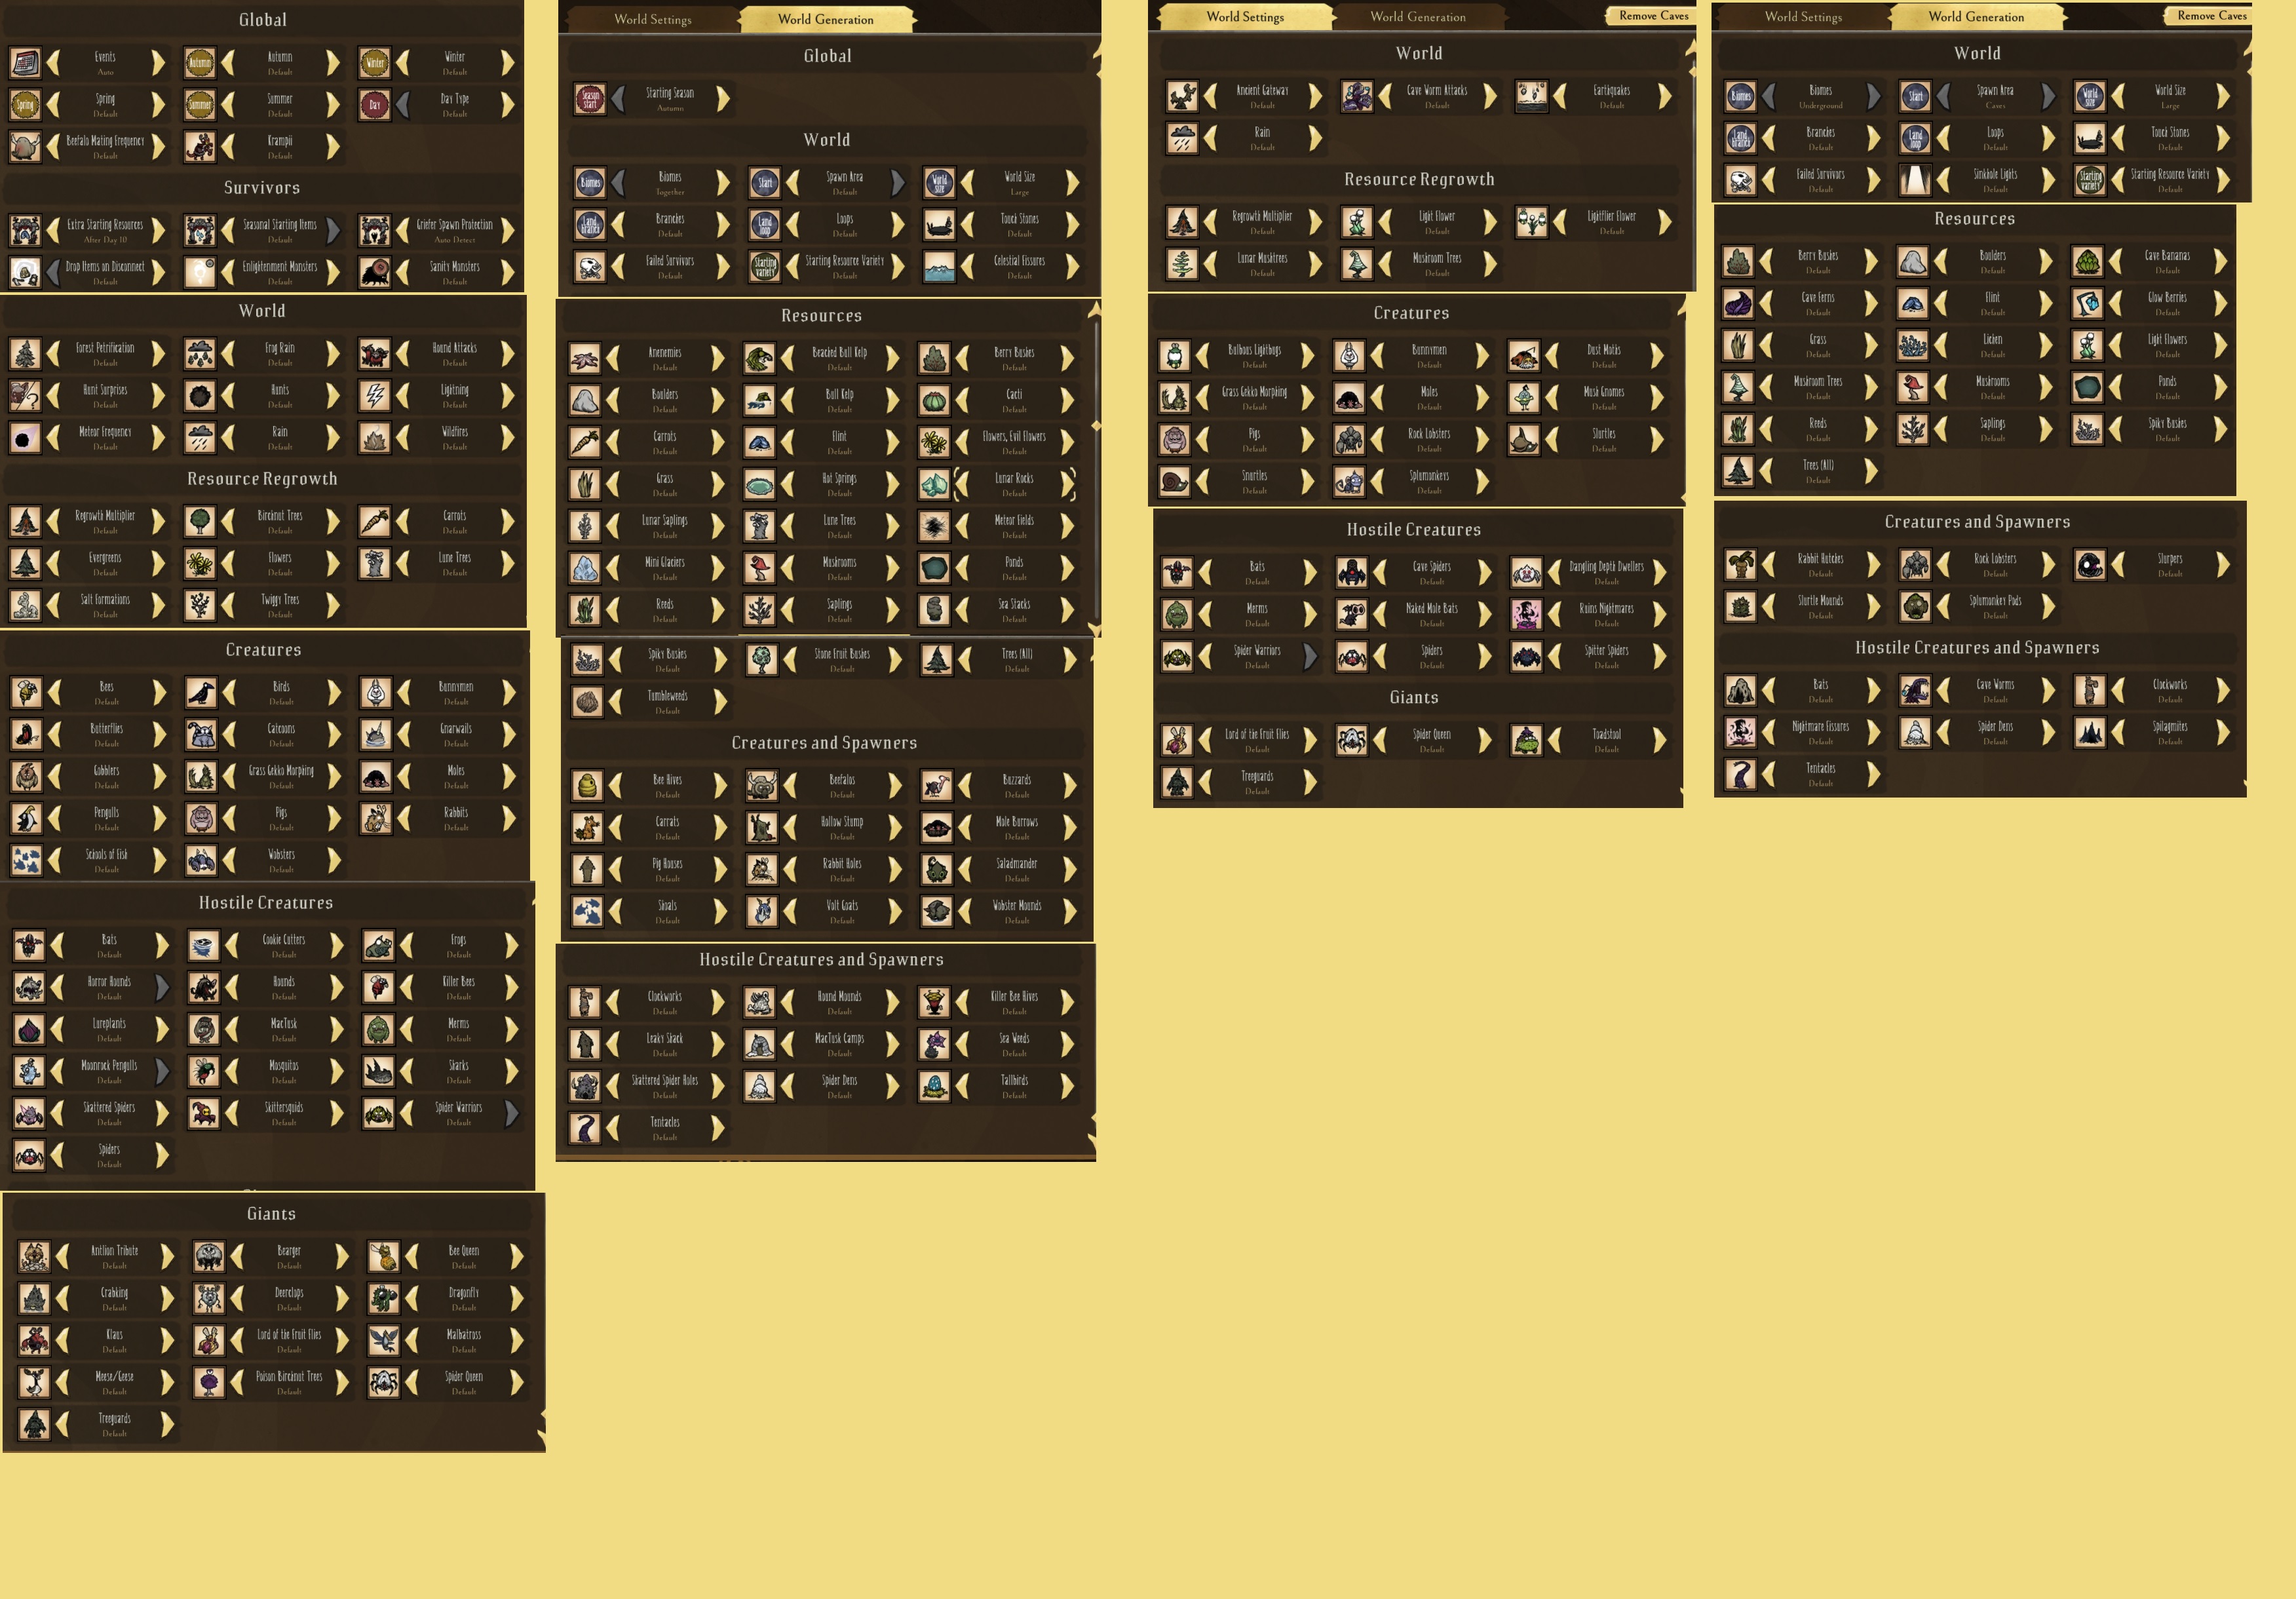 Global
Events Autumn Winter
Auto Default Default
Spring Summer Day Type
Default Default Default
Beefalo Mating Frequency Krampii
Default Default
Survivors
Extra Starting Resources Seasonal Starting Items Griefer Spawn Protection
After Day 10 Default Auto Detect
Drop Items on Disconnect Enlightenment Monsters Sanity Monsters
Default Default Default
World
Forest Petrification Frog Rain Hound Attacks
Default Default Default
Hunt Surprises Hunts Lightning
Default Default Default
Meteor Frequency Rain Wildfires
Default Default Default
Resource Regrowth
Regrowth Multiplier Birchnut Trees Carrots
Default Default Default
Evergreens Flowers Lune Trees
Default Default Default
Salt Formations Twiggy Trees
Default Default
Creatures
Bees Birds Bunnymen
Default Default Default
Butterflies Catcoons Gnarwails
Default Default Default
Gobblers Grass Gekko Morphing Moles
Default Default Default
Pengulls Pigs Rabbits
Default Default Default
Schools of Fish Wobsters
Default Default
Hostile Creatures
Bats Cookie Cutters Frogs
Default Default Default
Horror Hounds Hounds Killer Bees
Default Default Default
Lureplants MacTusk Merms
Default Default Default
Moonrock Pengulls Mosquitos Sharks
Default Default Default
Shattered Spiders Skittersquids Spider Warriors
Default Default Default
Spiders
Default
Giants
Antlion Tribute Bearger Bee Queen
Default Default Default
Crabking Deerclops Dragonfly
Default Default Default
Klaus Lord of the Fruit Flies Malbatross
Default Default Default
Meese/Geese Poison Birchnut Trees Spider Queen
Default Default Default
Treeguards
Default
World Settings World Generation
Global
Season start Starting Season
Autumn
World
Biomes Spawn Area World Size
Together Default Large
Branches Loops Touch Stones
Default Default Default
Failed Survivors Starting Resource Variety Celestial Fissures
Default Default Default
Resources
Anenemies Beached Bull Kelp Berry Bushes
Default Default Default
Boulders Bull Kelp Cacti
Default Default Default
Carrots Flint Flowers, Evil Flowers
Default Default Default
Grass Hot Springs Lunar Rocks
Default Default Default
Lunar Saplings Lune Trees Meteor Fields
Default Default Default
Mini Glaciers Mushrooms Ponds
Default Default Default
Reeds Saplings Sea Stacks
Default Default Default
Spiky Bushes Stone Fruit Bushes Trees (All)
Default Default Default
Tumbleweeds
Default
Creatures and Spawners
Bee Hives Beefalos Buzzards
Default Default Default
Carrats Hollow Stump Mole Burrows
Default Default Default
Pig Houses Rabbit Holes Saladmander
Default Default Default
Shoals Volt Goats Wobster Mounds
Default Default Default
Hostile Creatures and Spawners
Clockworks Hound Mounds Killer Bee Hives
Default Default Default
Leaky Shack MacTusk Camps Sea Weeds
Default Default Default
Shattered Spider Holes Spider Dens Tallbirds
Default Default Default
Tentacles
Default
World Settings World Generation Remove Caves
World
Ancient Gateway Cave Worm Attacks Earthquakes
Default Default Default
Rain
Default
Resource Regrowth
Regrowth Multiplier Light Flower Lightflier Flower
Default Default Default
Lunar Mushtrees Mushroom Trees
Default Default
Creatures
Bulbous Lightbugs Bunnymen Dust Moths
Default Default Default
Grass Gekko Morphing Moles Mush Gnomes
Default Default Default
Pigs Rock Lobsters Slurtles
Default Default Default
Snurtles Splumonkeys
Default Default
Hostile Creatures
Bats Cave Spiders Dangling Depth Dwellers
Default Default Default
Merms Naked Mole Bats Ruins Nightmares
Default Default Default
Spider Warriors Spiders Spitter Spiders
Default Default Default
Giants
Lord of the Fruit Flies Spider Queen Toadstool
Default Default Default
Treeguards
Default
World Settings World Generation Remove Caves
World
Biomes Spawn Area World Size
Underground Caves Large
Branches Loops Touch Stones
Default Default Default
Failed Survivors Sinkhole Lights Starting Resource Variety
Default Default Default
Resources
Berry Bushes Boulders Cave Bananas
Default Default Default
Cave Ferns Flint Glow Berries
Default Default Default
Grass Lichen Light Flowers
Default Default Default
Mushroom Trees Mushrooms Ponds
Default Default Default
Reeds Saplings Spiky Bushes
Default Default Default
Trees (All)
Default
Creatures and Spawners
Rabbit Hutches Rock Lobsters Slurpers
Default Default Default
Slurtle Mounds Splumonkey Pods
Default Default
Hostile Creatures and Spawners
Bats Cave Worms Clockworks
Default Default Default
Nightmare Fissures Spider Dens Spilagmites
Default Default Default
Tentacles
Default